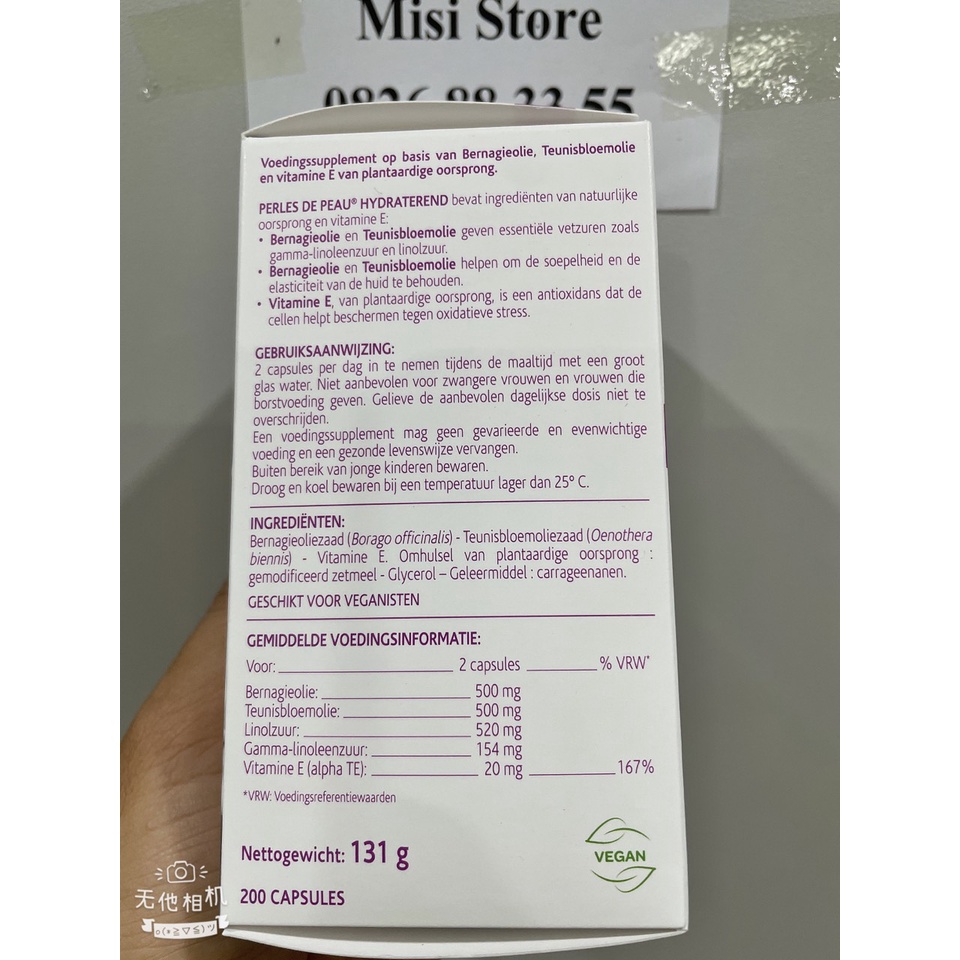 Misi Store
0826 88 33 55
Voedingssupplement op basis van Bernagieolie, Teunisbloemolie
en vitamine E van plantaardige oorsprong.
PERLES DE PEAU® HYDRATEREND bevat ingrediënten van natuurlijke
oorsprong en vitamine E:
• Bernagieolie en Teunisbloemolie geven essentiële vetzuren zoals
gamma-linoleenzuur en linolzuur.
• Bernagieolie en Teunisbloemolie helpen om de soepelheid en de
elasticiteit van de huid te behouden.
• Vitamine E, van plantaardige oorsprong, is een antioxidans dat de
cellen helpt beschermen tegen oxidatieve stress.
GEBRUIKSAANWIJZING:
2 capsules per dag in te nemen tijdens de maaltijd met een groot
glas water. Niet aanbevolen voor zwangere vrouwen en vrouwen die
borstvoeding geven. Gelieve de aanbevolen dagelijkse dosis niet te
overschrijden.
Een voedingssupplement mag geen gevarieerde en evenwichtige
voeding en een gezonde levenswijze vervangen.
Buiten bereik van jonge kinderen bewaren.
Droog en koel bewaren bij een temperatuur lager dan 25° C.
INGREDIËNTEN:
Bernagieoliezaad (Borago officinalis) - Teunisbloemoliezaad (Oenothera
biennis) - Vitamine E. Omhulsel van plantaardige oorsprong :
gemodificeerd zetmeel - Glycerol – Geleermiddel : carrageenanen.
GESCHIKT VOOR VEGANISTEN
GEMIDDELDE VOEDINGSINFORMATIE:
Voor: 2 capsules % VRW*
Bernagieolie: 500 mg
Teunisbloemolie: 500 mg
Linolzuur: 520 mg
Gamma-linoleenzuur: 154 mg
Vitamine E (alpha TE): 20 mg 167%
*VRW: Voedingsreferentiewaarden
Nettogewicht: 131 g
200 CAPSULES
VEGAN
无他相机
o(*≧▽≦)ツ